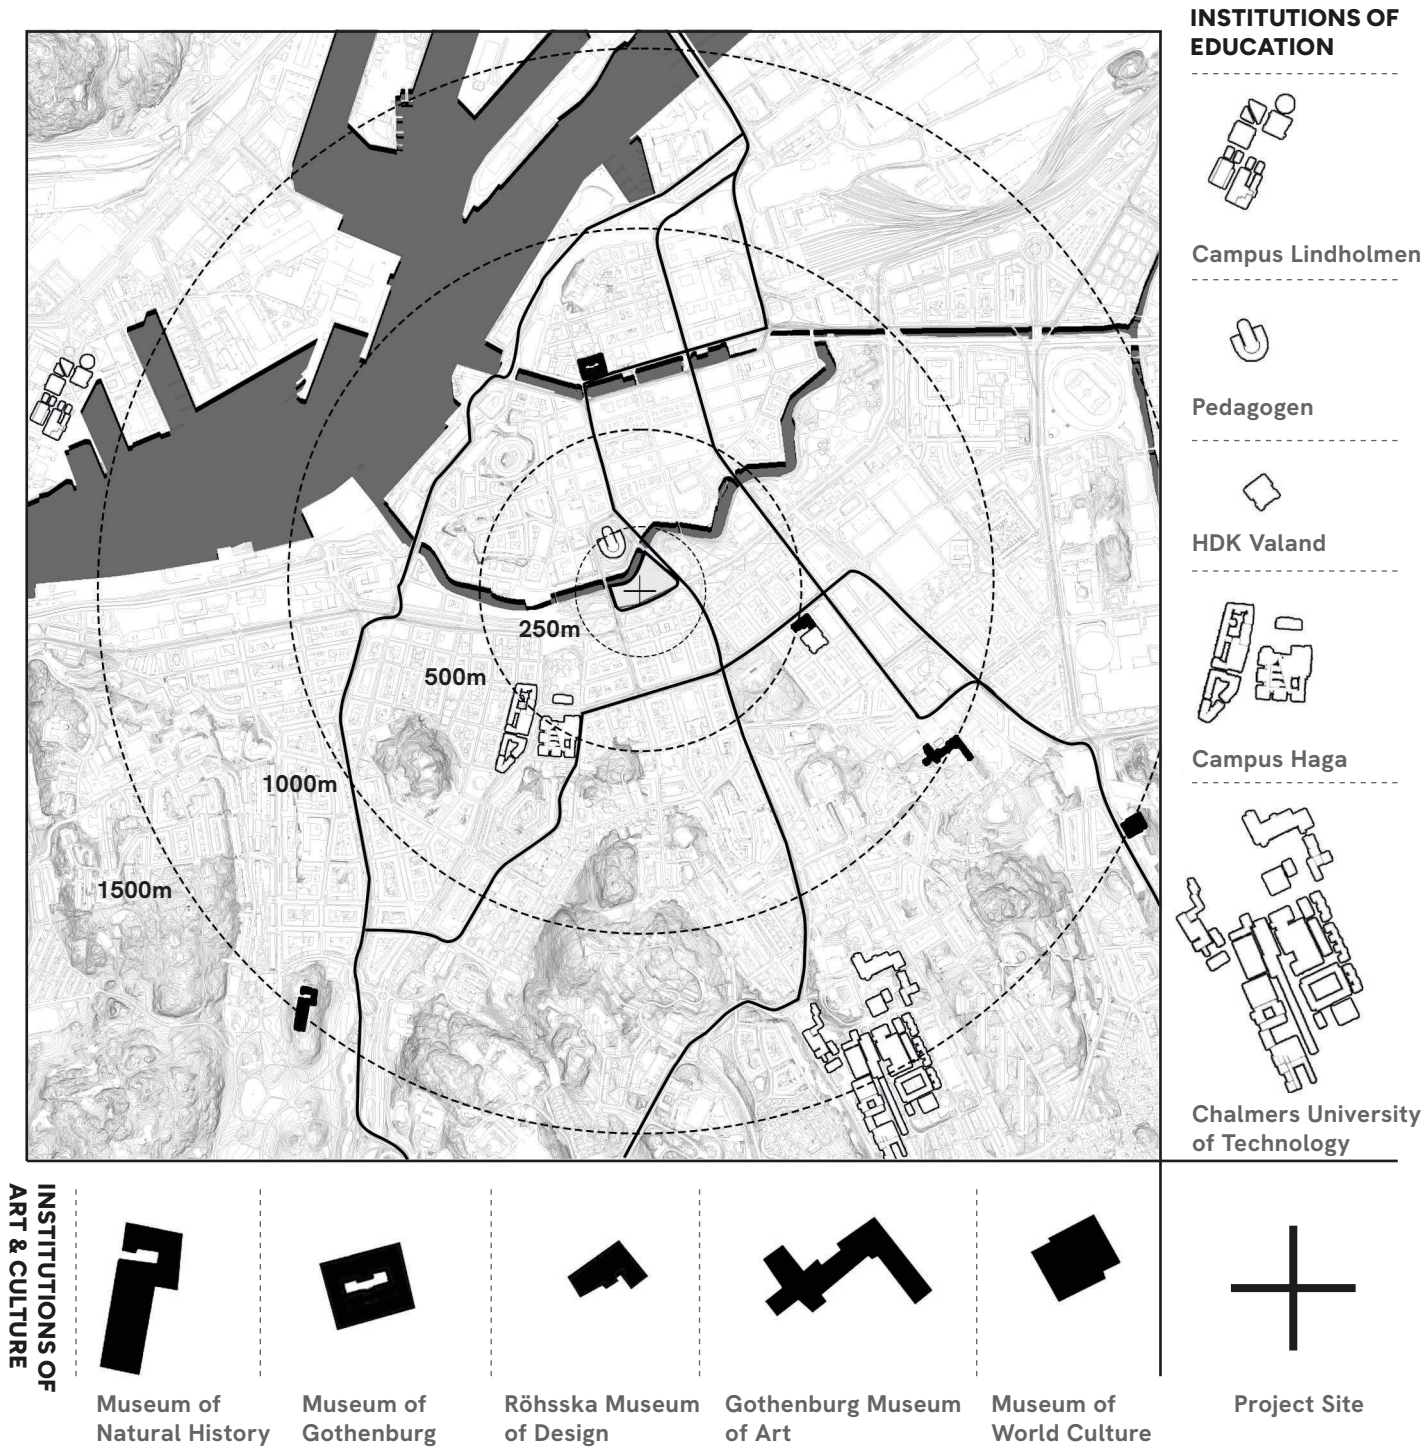 INSTITUTIONS OF
EDUCATION
Campus Lindholmen
Pedagogen
HDK Valand
Campus Haga
Chalmers University
of Technology
250m
500m
1000m
1500m
INSTITUTIONS OF
ART & CULTURE
Museum of
Natural History
Museum of
Gothenburg
Röhsska Museum
of Design
Gothenburg Museum
of Art
Museum of
World Culture
Project Site